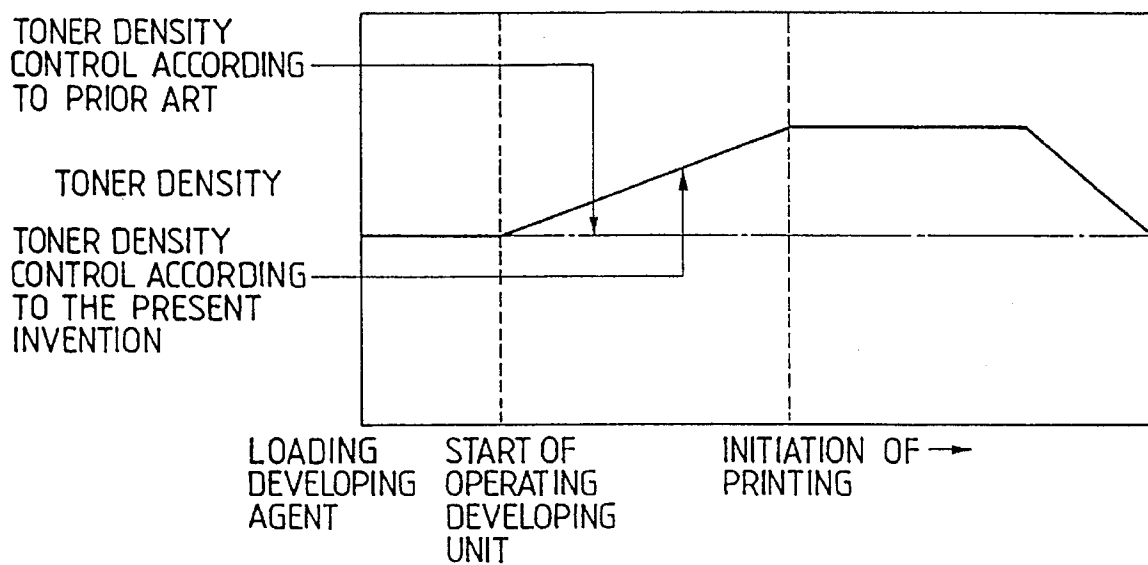 TONER DENSITY
CONTROL ACCORDING
TO PRIOR ART
TONER DENSITY
TONER DENSITY
CONTROL ACCORDING
TO THE PRESENT
INVENTION
LOADING
DEVELOPING
AGENT
START OF
OPERATING
DEVELOPING
UNIT
INITIATION OF →
PRINTING